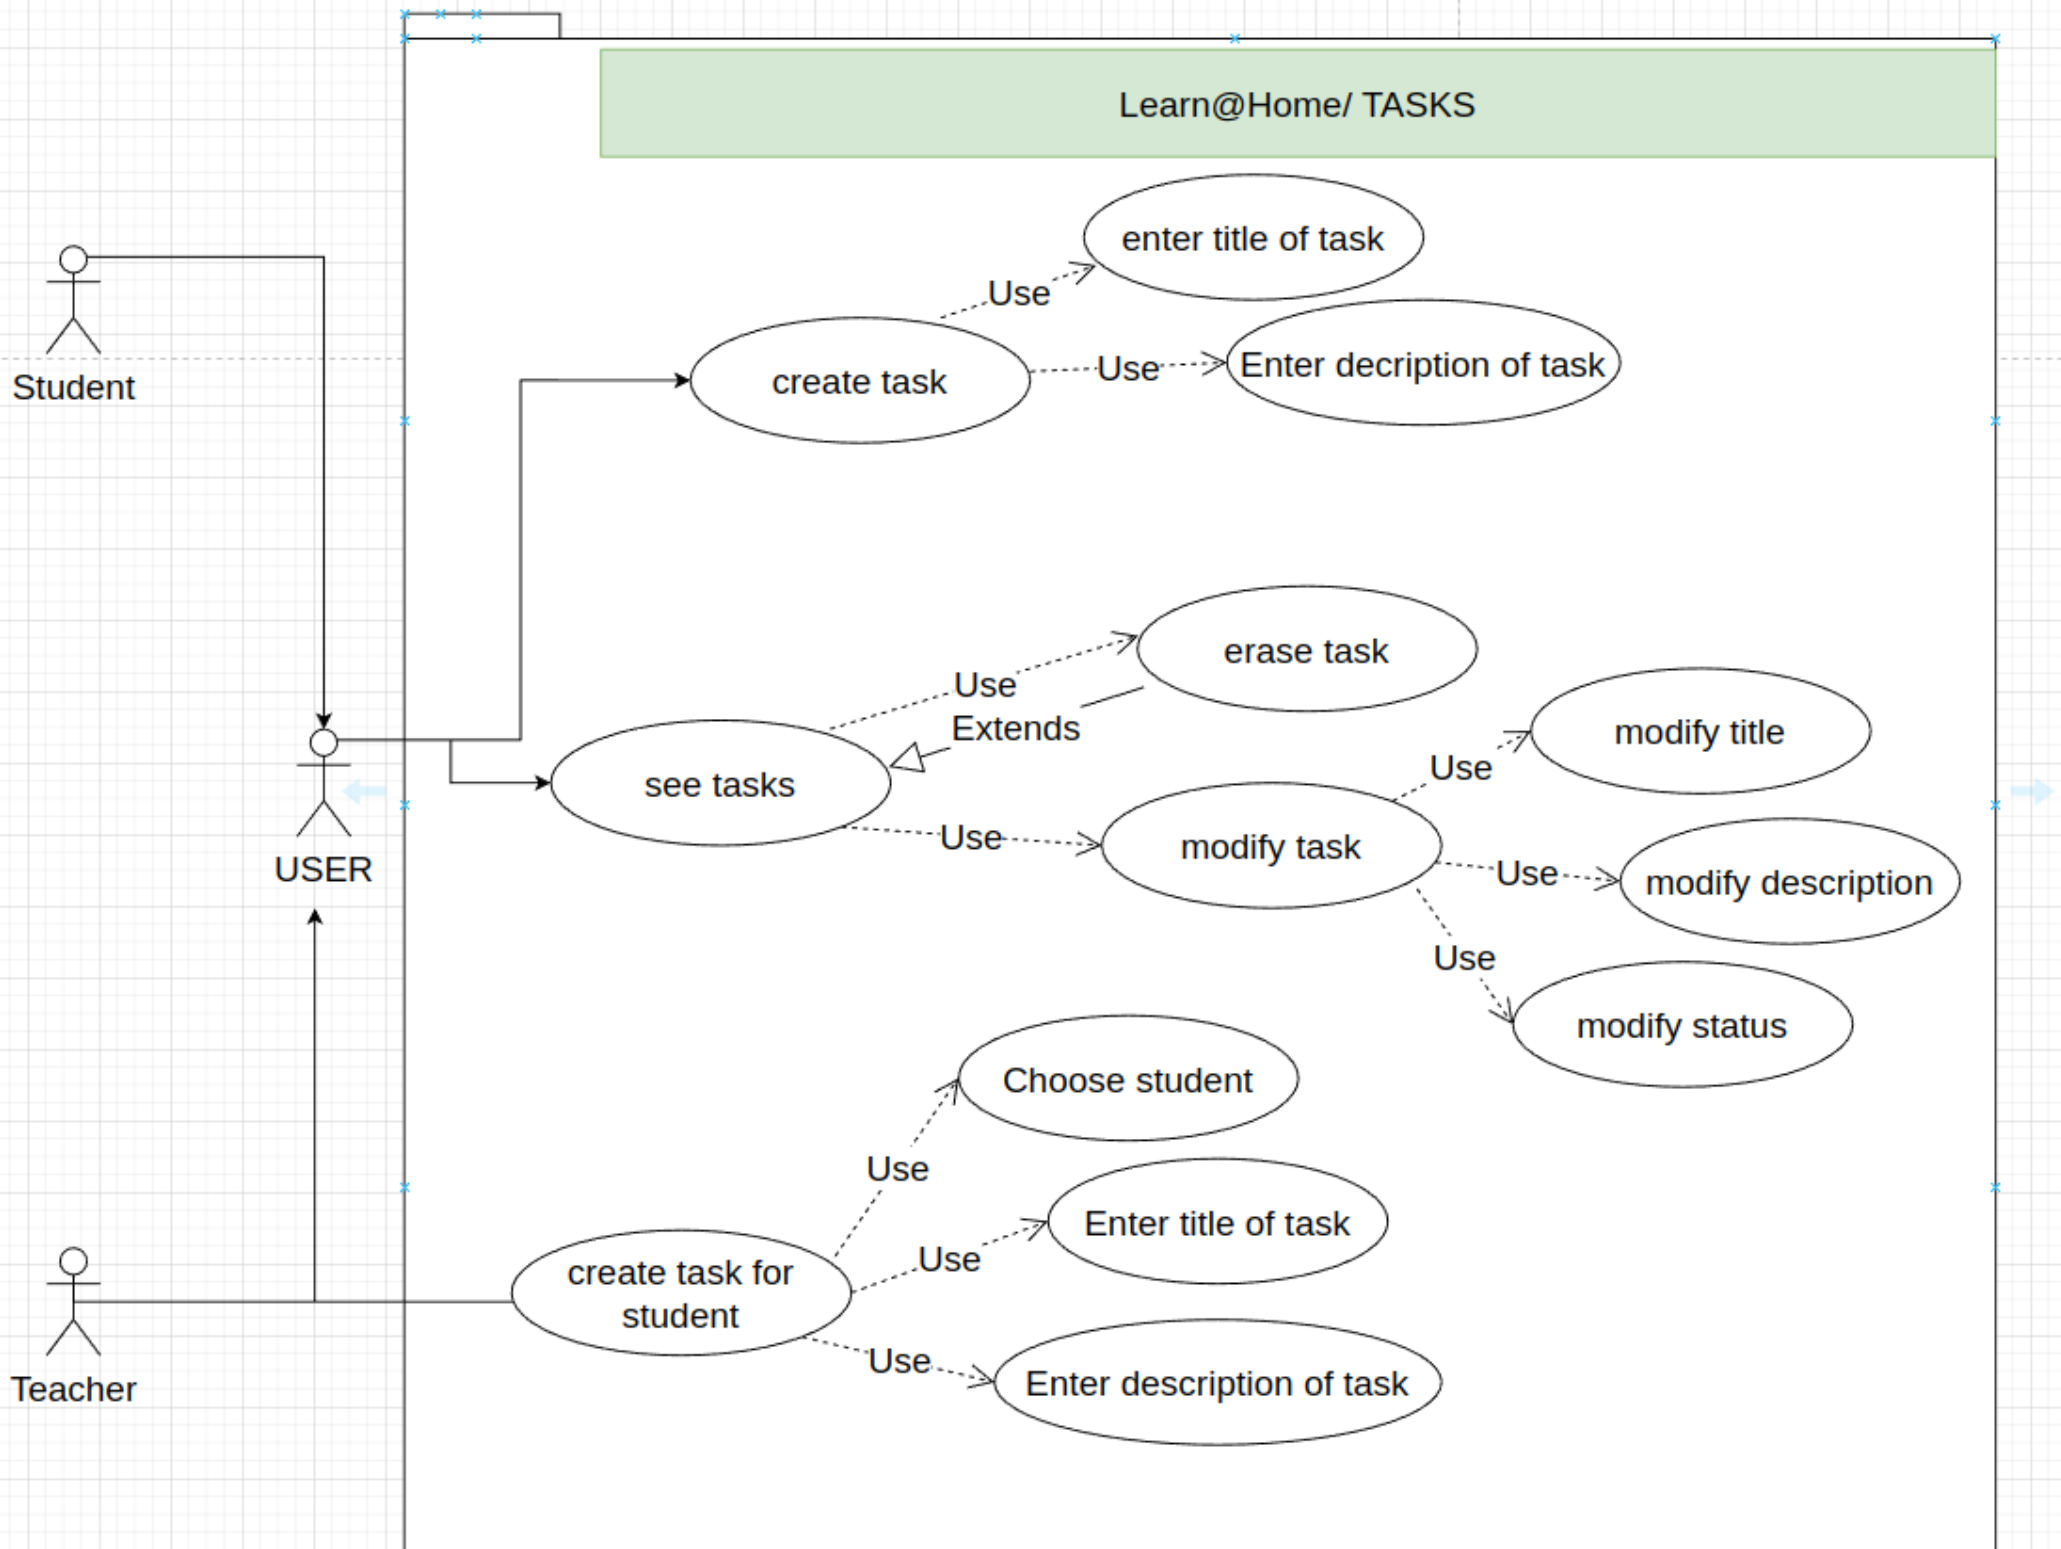 Learn@Home/ TASKS
enter title of task
Use
Enter decription of task
Use
create task
Student
erase task
Use
Extends
modify title
Use
see tasks
Use
modify task
USER
Use
modify description
Use
modify status
Choose student
Use
Enter title of task
Use
create task for
student
Use
Enter description of task
Teacher